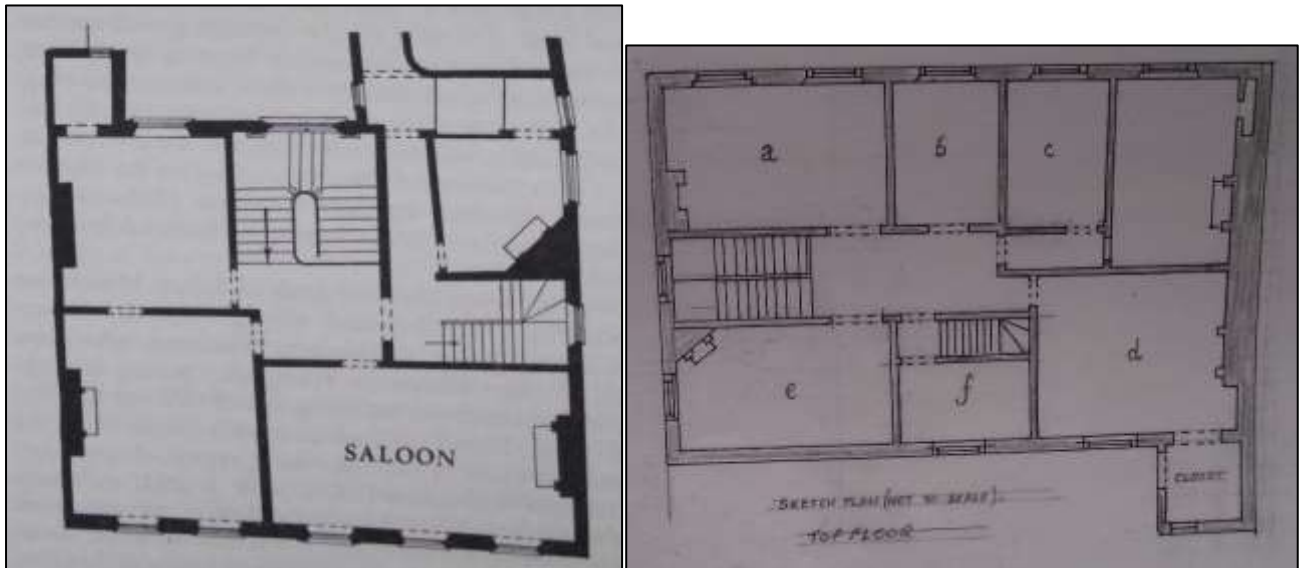 SALOON
a
b
c
d
e
f
CLOSET
SKETCH PLAN (NOT TO SCALE).
TOP FLOOR